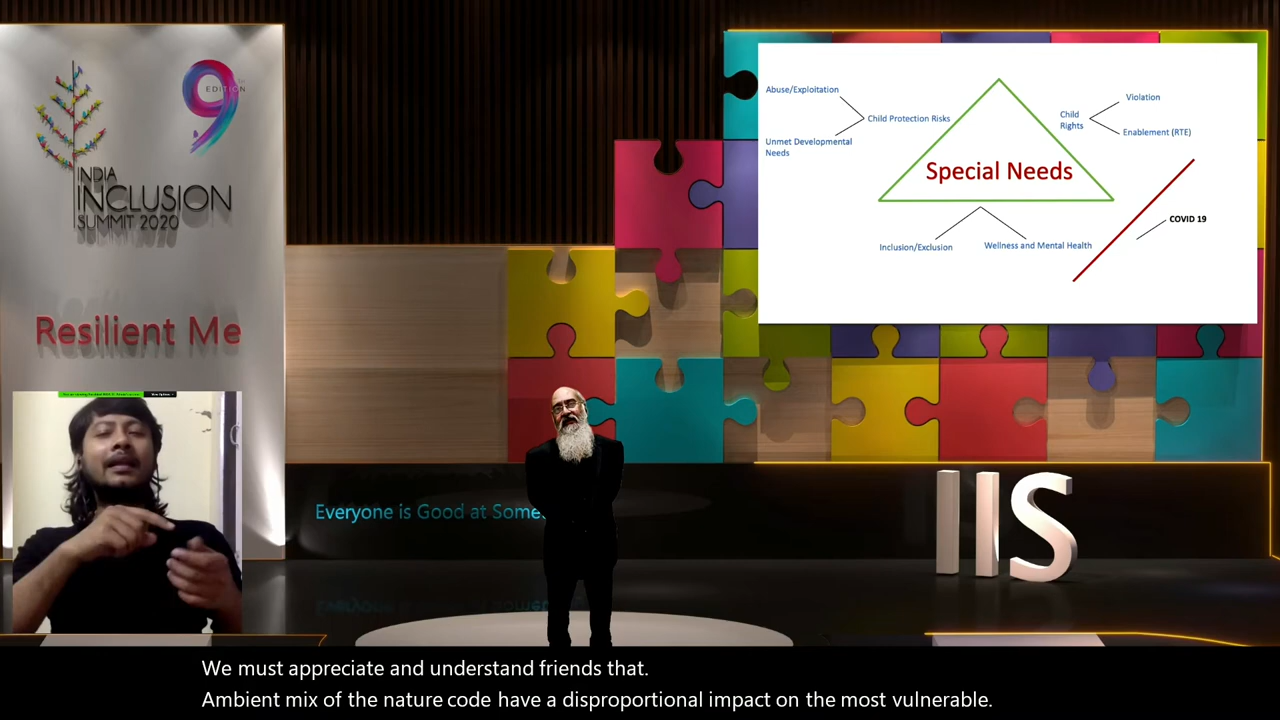 9
EDITION
INDIA
INCLUSION
SUMMIT 2020
Resilient Me
Abuse/Exploitation
Child Protection Risks
Unmet Developmental
Needs
Special Needs
Child
Rights
Violation
Enablement (RTE)
Inclusion/Exclusion
Wellness and Mental Health
COVID 19
Everyone is Good at Some
IIS
We must appreciate and understand friends that.
Ambient mix of the nature code have a disproportional impact on the most vulnerable.